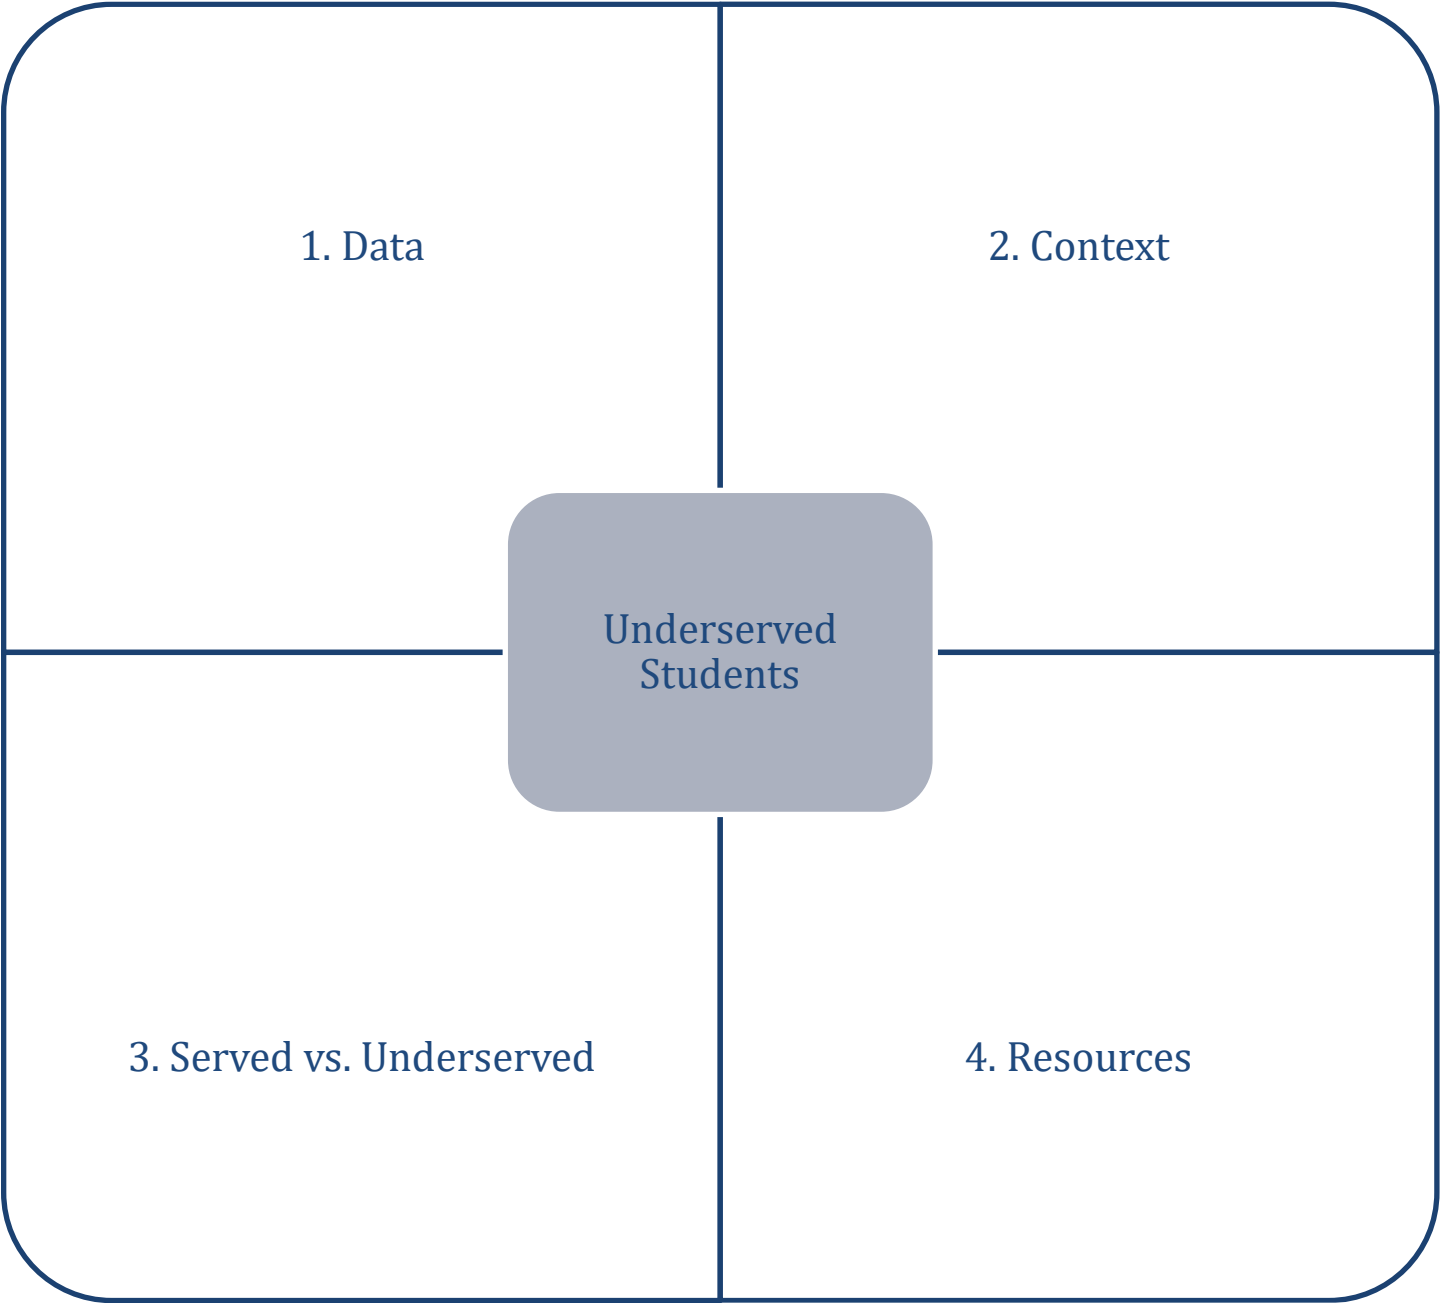 1. Data
2. Context
Underserved
Students
3. Served vs. Underserved
4. Resources